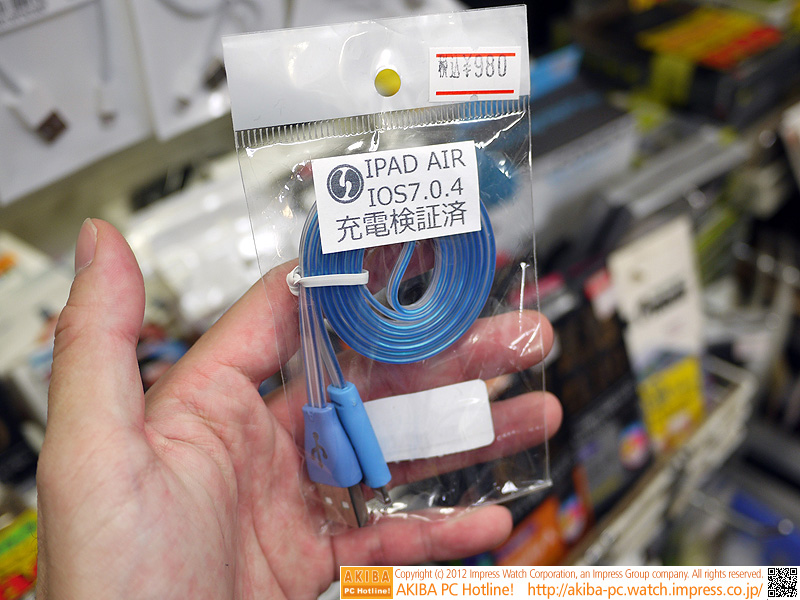 税込¥980
IPAD AIR
IOS7.0.4
充電検証済
AKIBA
PC Hotline!
Copyright (c) 2012 Impress Watch Corporation, an Impress Group company. All rights reserved.
AKIBA PC Hotline! http://akiba-pc.watch.impress.co.jp/